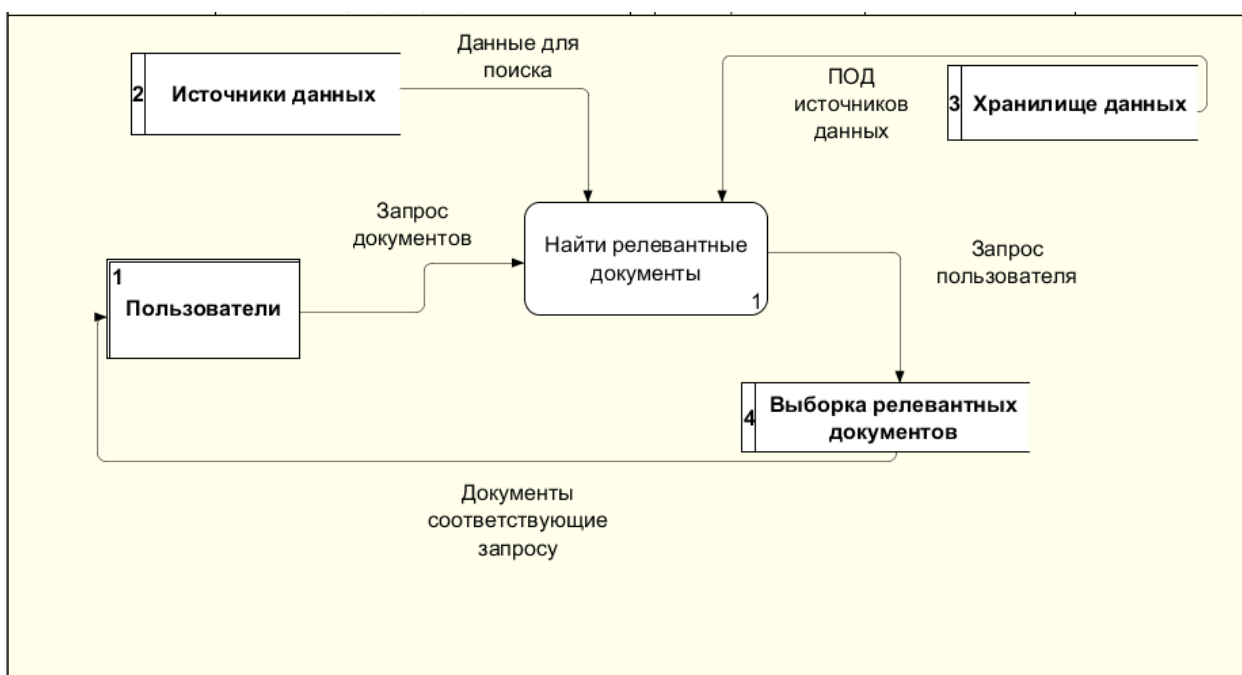 Данные для
поиска
2
Источники данных
ПОД
источников
данных
3
Хранилище данных
Запрос
документов
Найти релевантные
документы
1
Запрос
пользователя
1
Пользователи
4
Выборка релевантных
документов
Документы
соответствующие
запросу